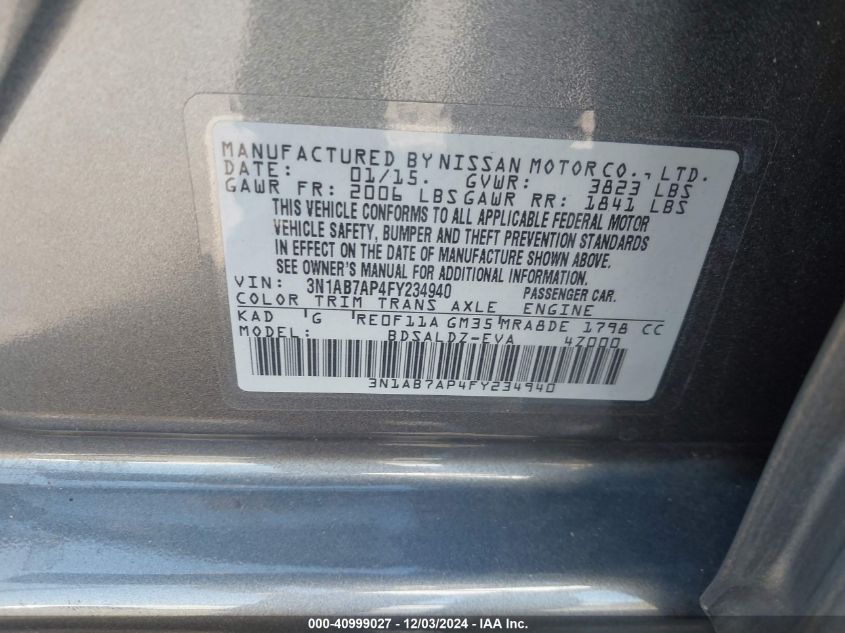 MANUFACTURED BY NISSAN MOTOR CO., LTD.
DATE: 01/15. GVWR: 3823 LBS
GAWR FR: 2006 LBS GAWR RR: 1841 LBS
THIS VEHICLE CONFORMS TO ALL APPLICABLE FEDERAL MOTOR
VEHICLE SAFETY, BUMPER AND THEFT PREVENTION STANDARDS
IN EFFECT ON THE DATE OF MANUFACTURE SHOWN ABOVE.
SEE OWNER'S MANUAL FOR ADDITIONAL INFORMATION.
VIN: 3N1AB7AP4FY234940 PASSENGER CAR.
COLOR TRIM TRANS AXLE ENGINE
KAD G RE0F11A GM35 MRA8DE 1798 CC
MODEL: BDSALDZ-EVA 4Z000
3N1AB7AP4FY234940
000-40999027 - 12/03/2024 - IAA Inc.